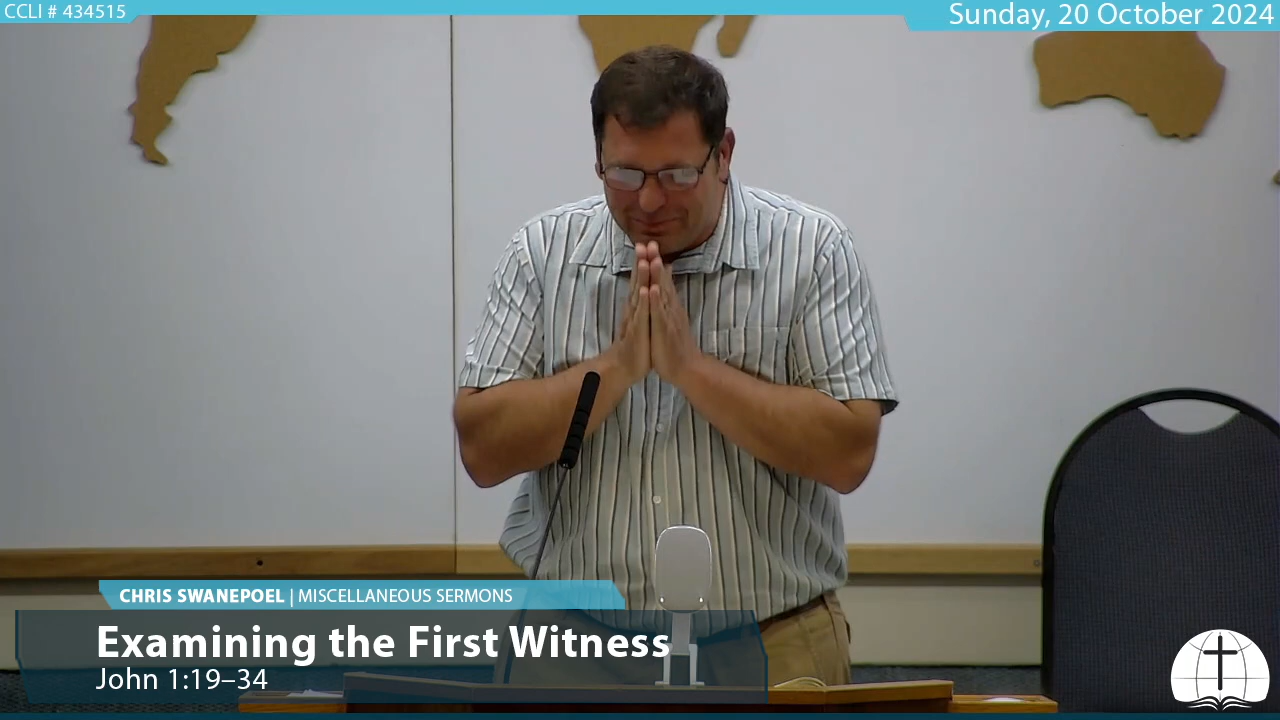 CCLI # 434515
Sunday, 20 October 2024
CHRIS SWANEPOEL | MISCELLANEOUS SERMONS
Examining the First Witness
John 1:19–34